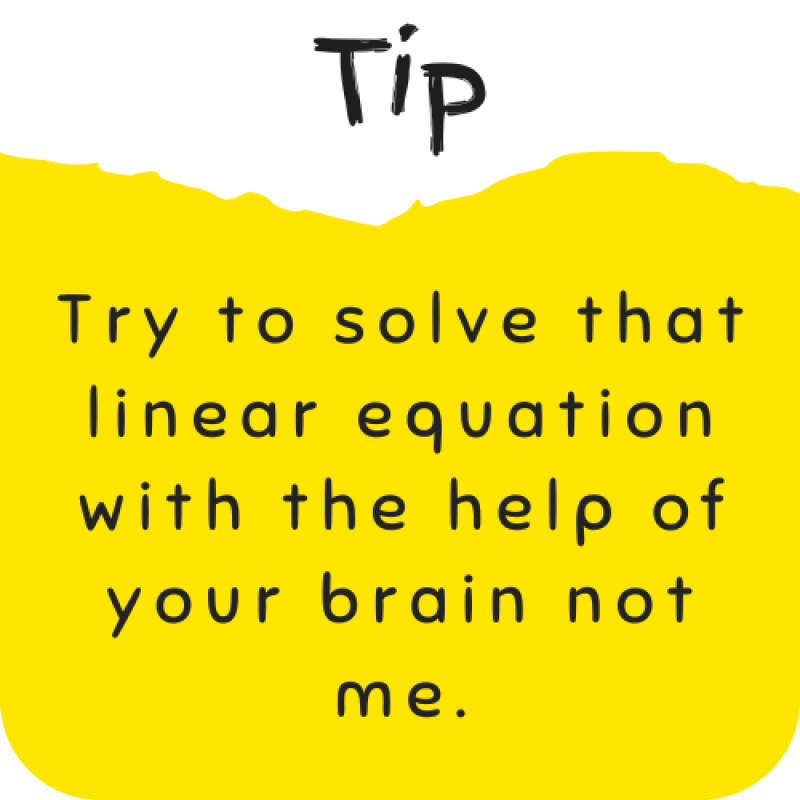 Tip
Try to solve that
linear equation
with the help of
your brain not
me.